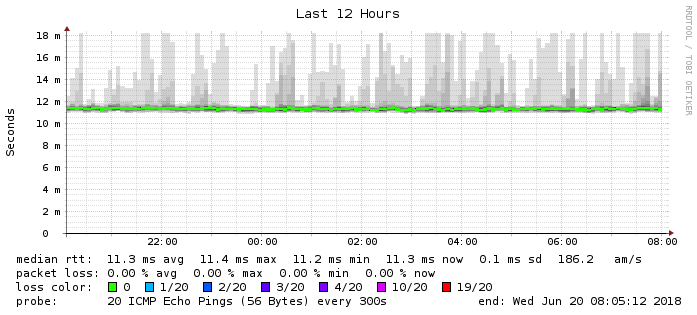 Last 12 Hours
RRDTOOL / TOBI OETIKER
Seconds
18 m
16 m
14 m
12 m
10 m
8 m
6 m
4 m
2 m
0
22:00 00:00 02:00 04:00 06:00 08:00
median rtt: 11.3 ms avg 11.4 ms max 11.2 ms min 11.3 ms now 0.1 ms sd 186.2 am/s
packet loss: 0.00 % avg 0.00 % max 0.00 % min 0.00 % now
loss color: 0 1/20 2/20 3/20 4/20 10/20 19/20
probe: 20 ICMP Echo Pings (56 Bytes) every 300s end: Wed Jun 20 08:05:12 2018